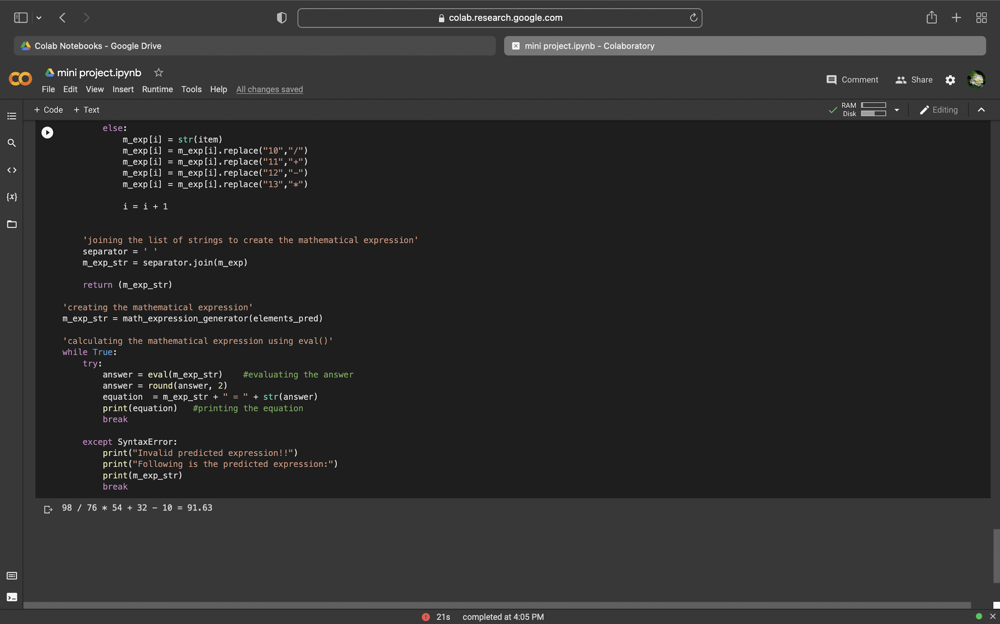 colab.research.google.com
Colab Notebooks - Google Drive
mini project.ipynb - Colaboratory
mini project.ipynb
Comment
Share
File Edit View Insert Runtime Tools Help All changes saved
+ Code + Text
RAM
Disk
Editing
else:
m_exp[i] = str(item)
m_exp[i] = m_exp[i].replace("10","/")
m_exp[i] = m_exp[i].replace("11","+")
m_exp[i] = m_exp[i].replace("12","-")
m_exp[i] = m_exp[i].replace("13","*")
i = i + 1
'joining the list of strings to create the mathematical expression'
separator = ' '
m_exp_str = separator.join(m_exp)
return (m_exp_str)
'creating the mathematical expression'
m_exp_str = math_expression_generator(elements_pred)
'calculating the mathematical expression using eval()'
while True:
try:
answer = eval(m_exp_str)    #evaluating the answer
answer = round(answer, 2)
equation  = m_exp_str + " = " + str(answer)
print(equation)   #printing the equation
break
except SyntaxError:
print("Invalid predicted expression!!")
print("Following is the predicted expression:")
print(m_exp_str)
break
98 / 76 * 54 + 32 - 10 = 91.63
21s completed at 4:05 PM